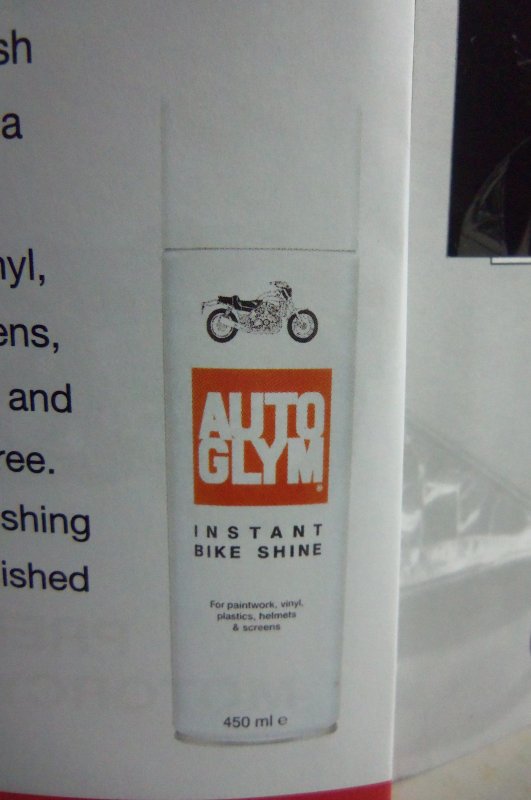 sh
a
nyl,
ens,
and
ree.
shing
ished
AUTO
GLYM
INSTANT
BIKE SHINE
For paintwork, vinyl,
plastics, helmets
& screens
450 ml e